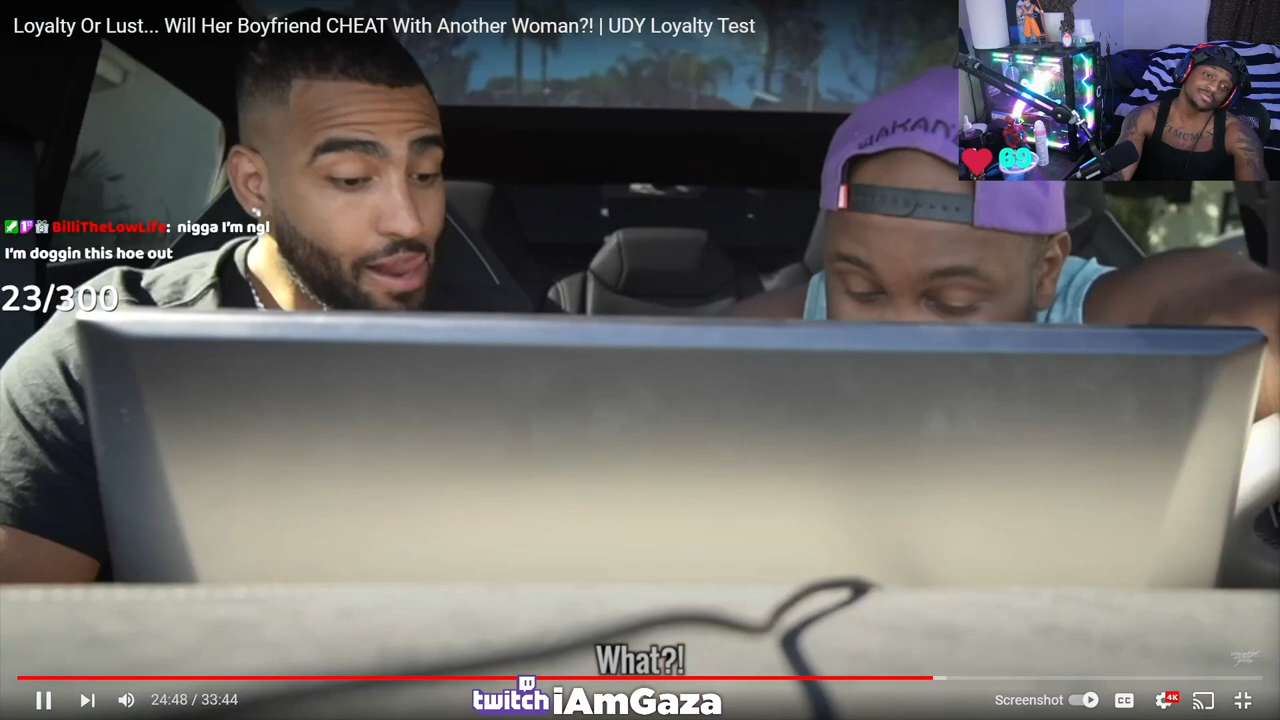 Loyalty Or Lust... Will Her Boyfriend CHEAT With Another Woman?! | UDY Loyalty Test
WAKAN
69
BilliTheLowLife: nigga I'm ngl
I'm doggin this hoe out
23/300
What?!
24:48 / 33:44
twitch iAmGaza
Screenshot
CC
4K